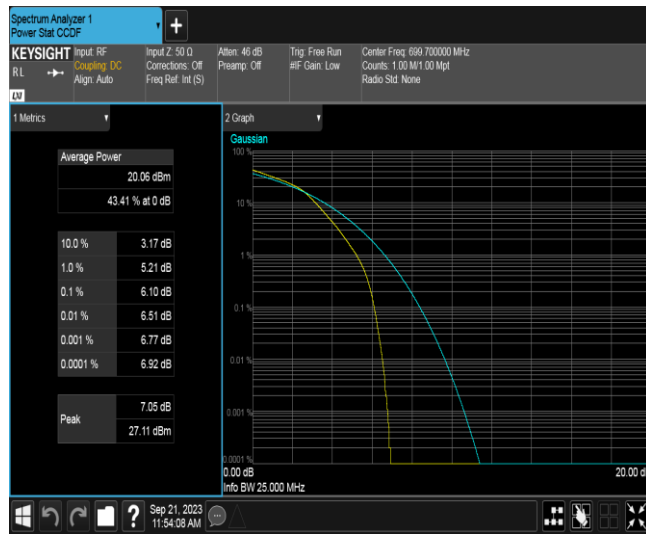 Spectrum Analyzer 1
Power Stat CCDF
+
KEYSIGHT
RL
LXI
Input: RF
Coupling: DC
Align: Auto
Input Z: 50 Ω
Corrections: Off
Freq Ref: Int (S)
Atten: 46 dB
Preamp: Off
Trig: Free Run
#IF Gain: Low
Center Freq: 699.700000 MHz
Counts: 1.00 M/1.00 Mpt
Radio Std: None
1 Metrics
Average Power
20.06 dBm
43.41 % at 0 dB
10.0 % 3.17 dB
1.0 % 5.21 dB
0.1 % 6.10 dB
0.01 % 6.51 dB
0.001 % 6.77 dB
0.0001 % 6.92 dB
Peak
7.05 dB
27.11 dBm
2 Graph
Gaussian
100 %
10 %
1 %
0.1 %
0.01 %
0.001 %
0.0001 %
0.00 dB 20.00 d
Info BW 25.000 MHz
?
Sep 21, 2023
11:54:08 AM